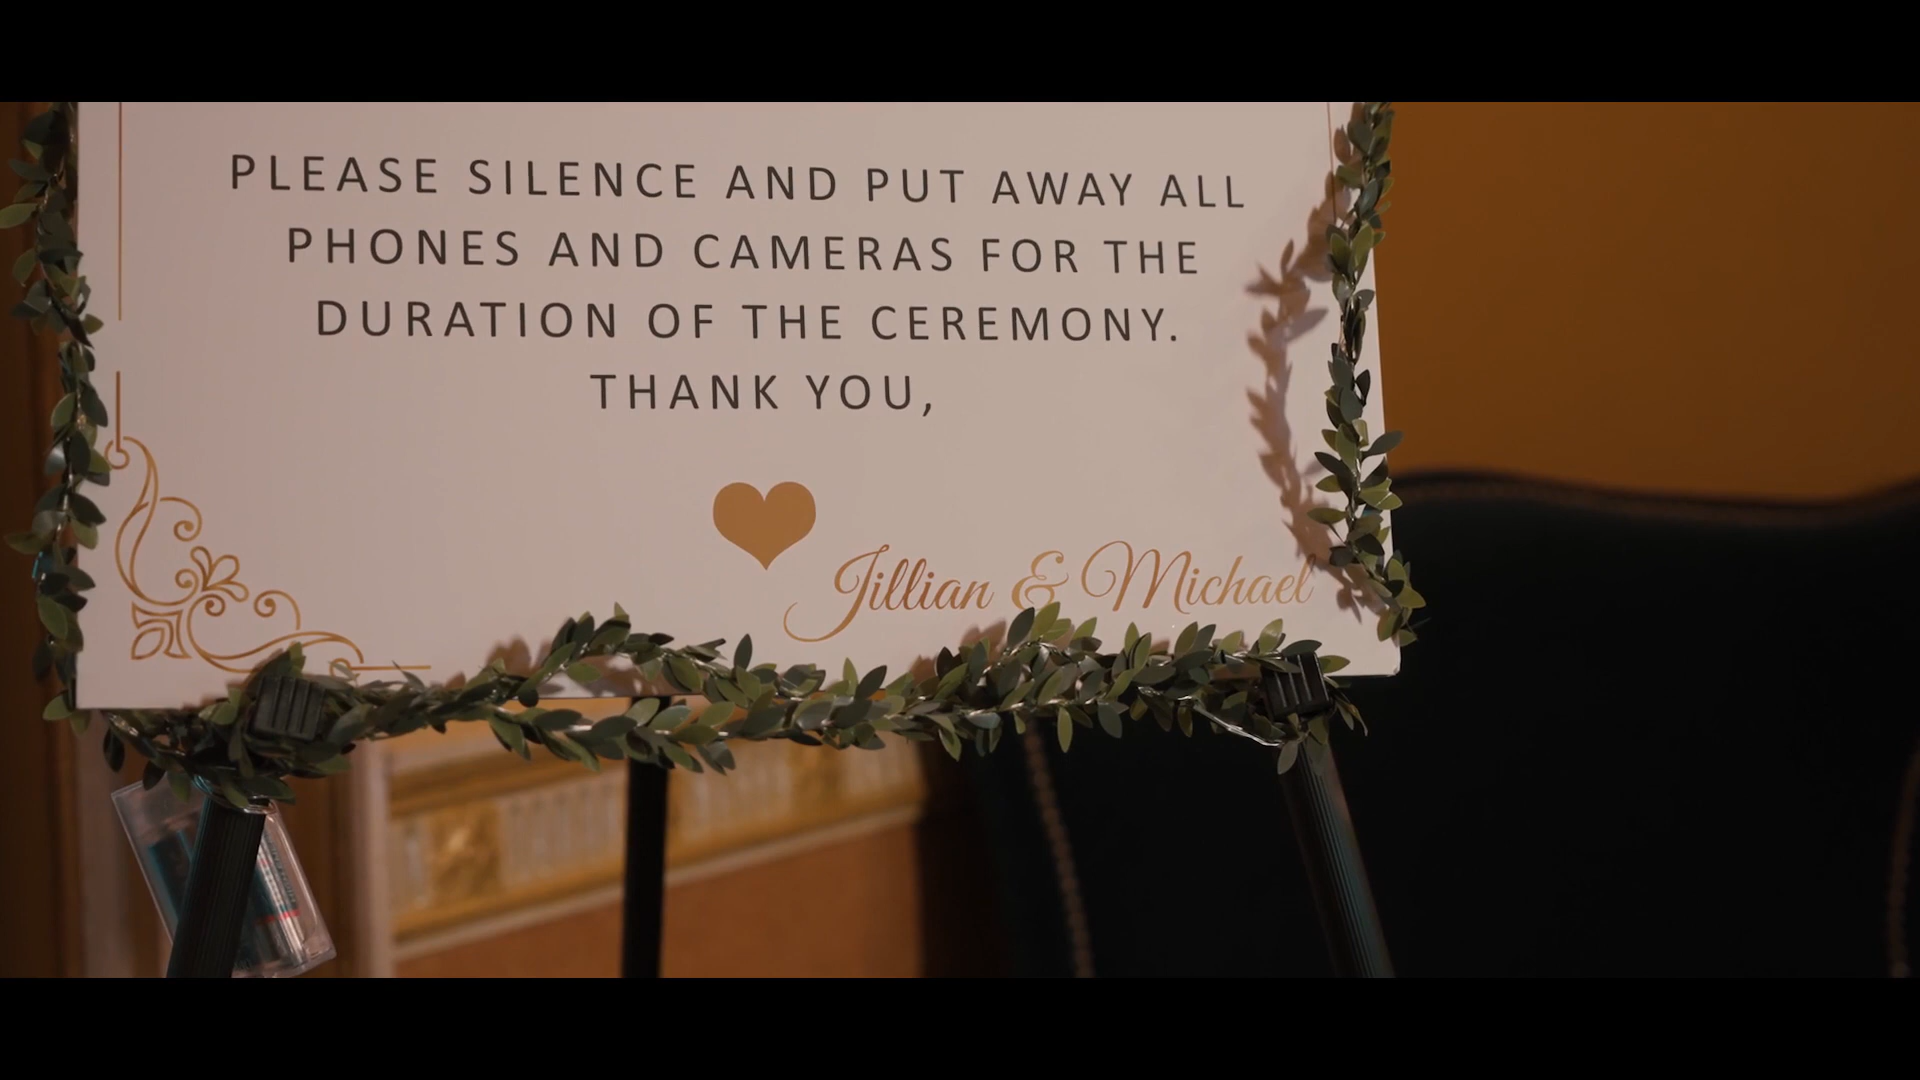 PLEASE SILENCE AND PUT AWAY ALL
PHONES AND CAMERAS FOR THE
DURATION OF THE CEREMONY.
THANK YOU,
Jillian & Michael